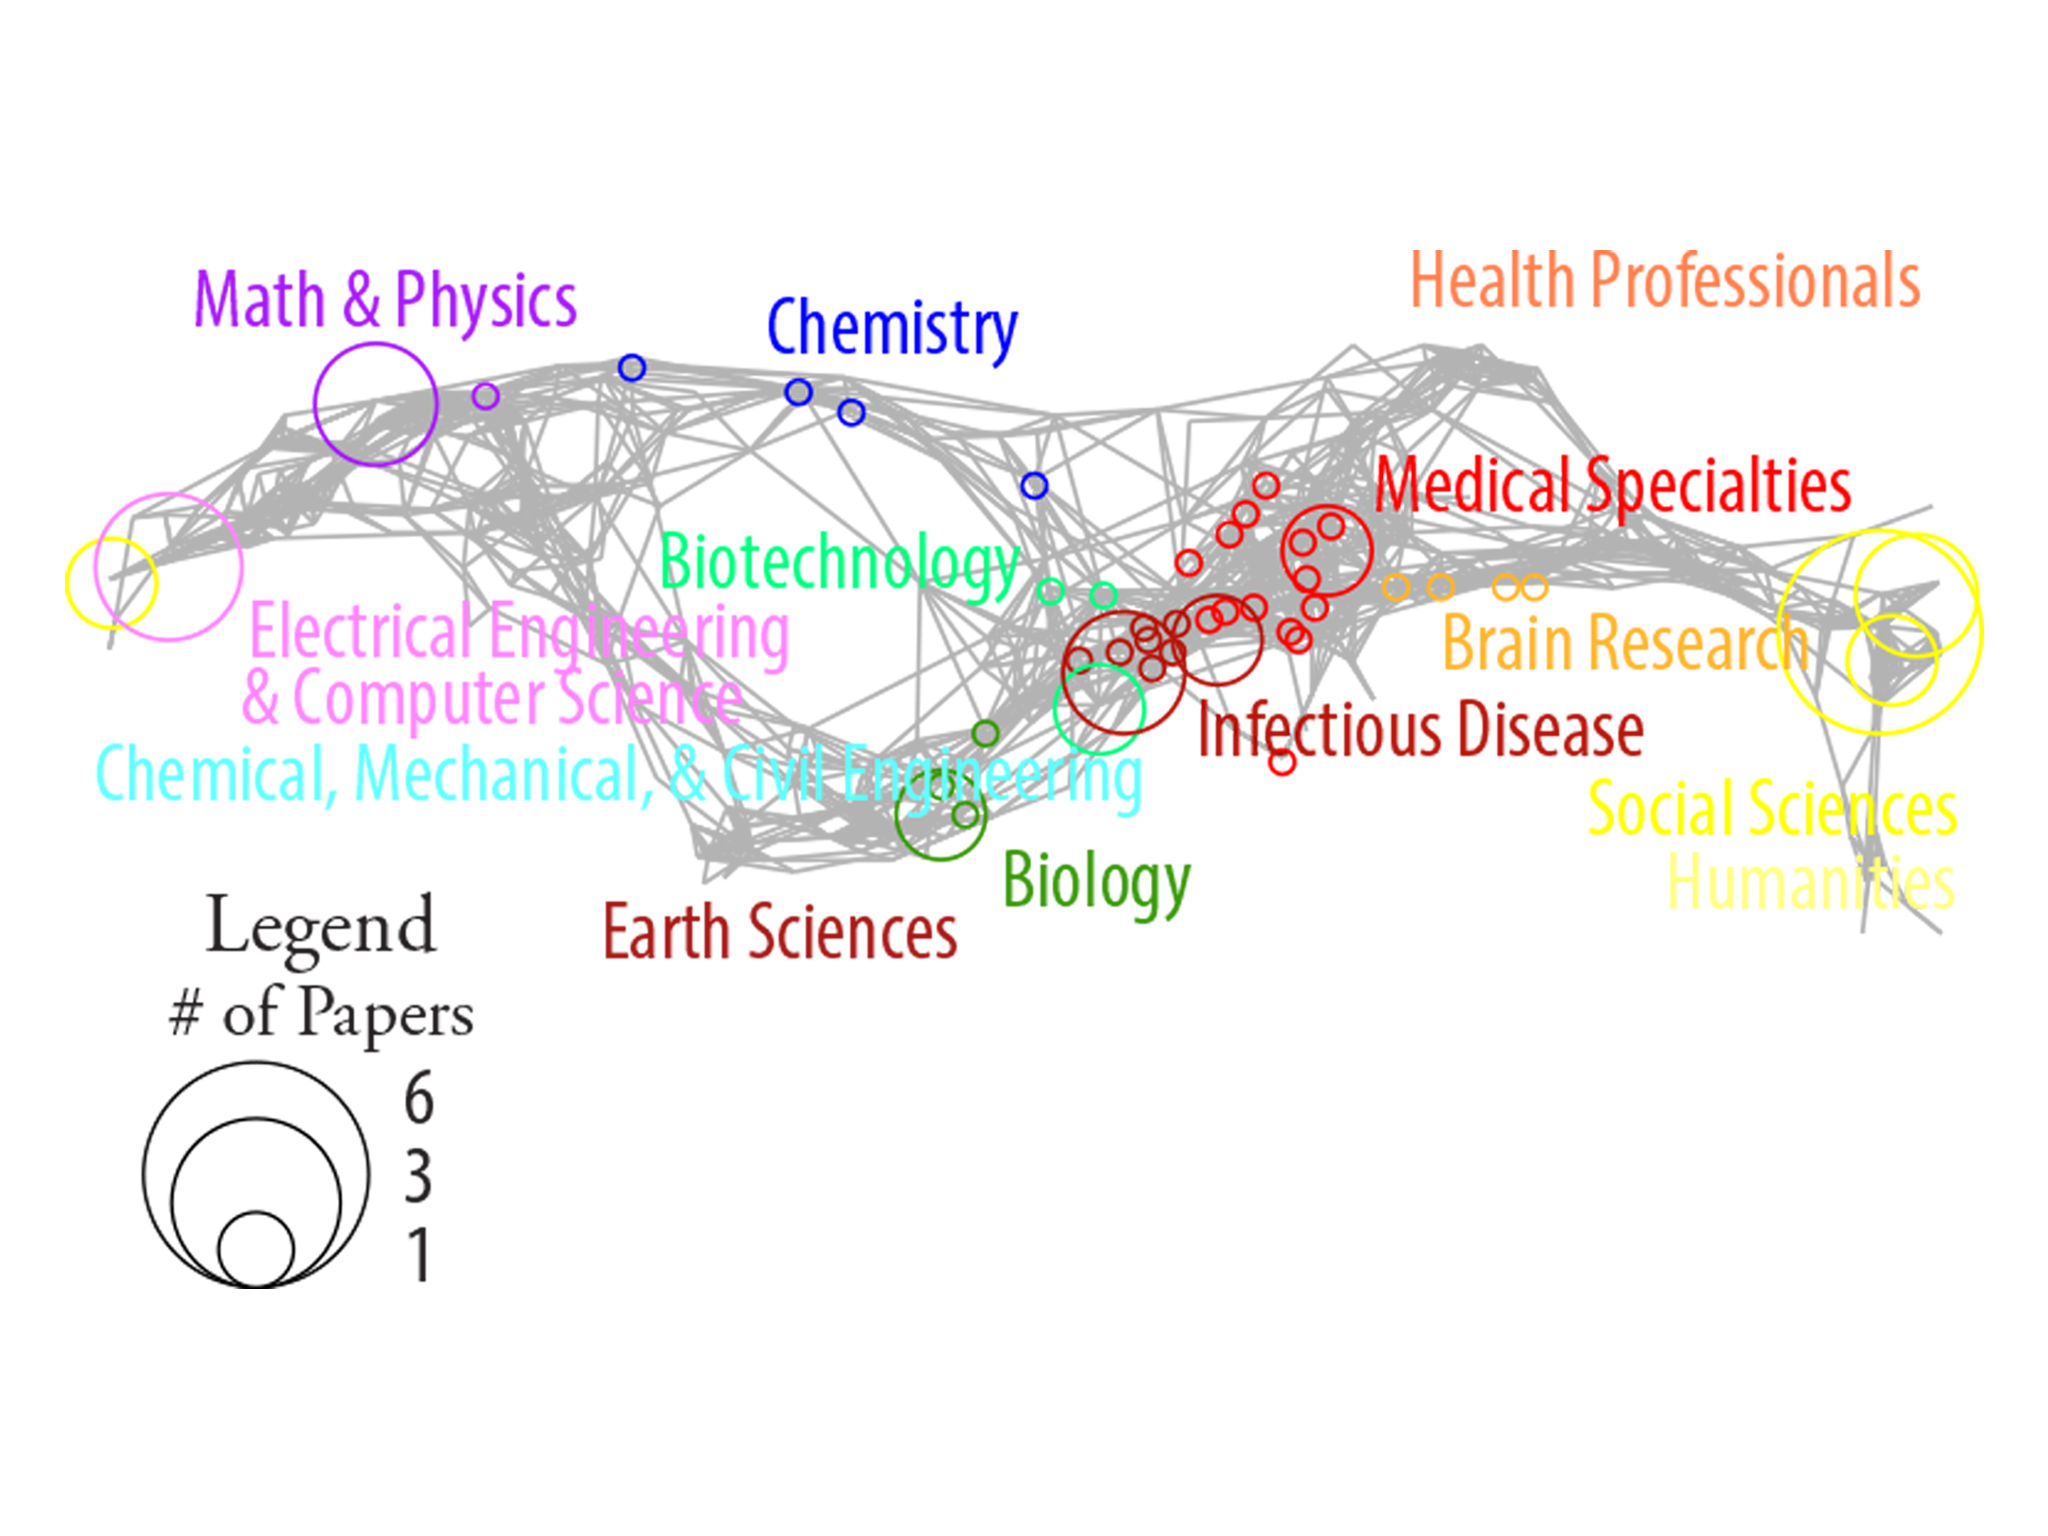 Math & Physics
Chemistry
Health Professionals
Medical Specialties
Biotechnology
Electrical Engineering
& Computer Science
Brain Research
Infectious Disease
Chemical, Mechanical, & Civil Engineering
Social Sciences
Humanities
Biology
Earth Sciences
Legend
# of Papers
6
3
1